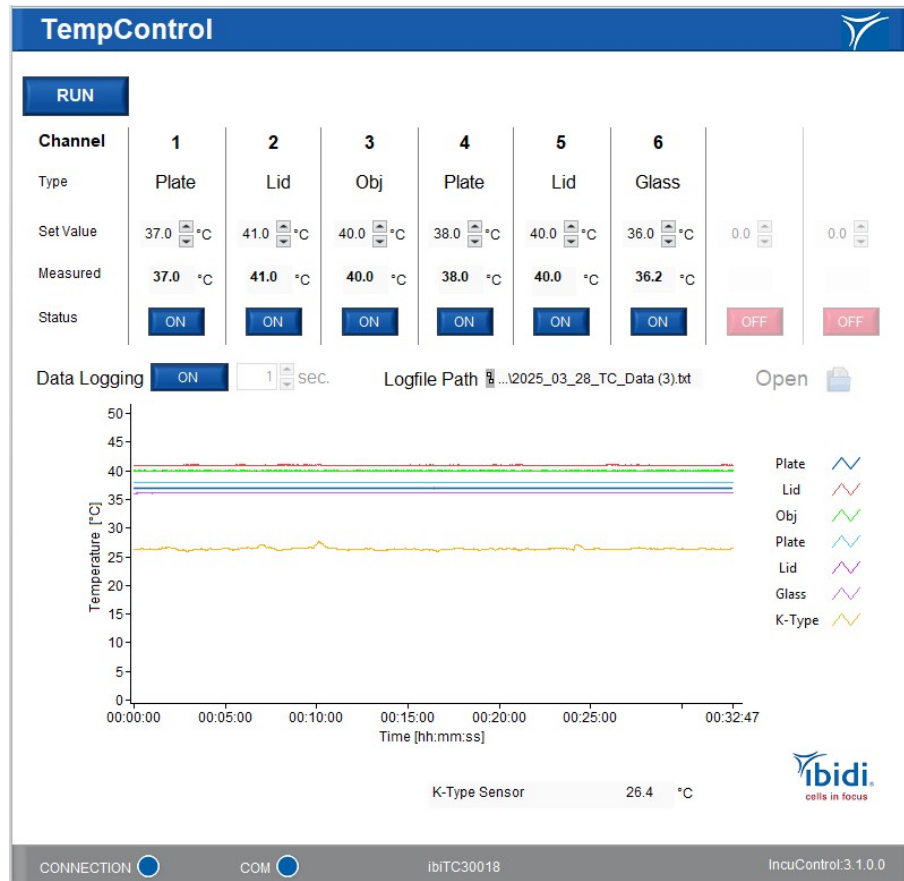 TempControl
RUN
Channel 1 2 3 4 5 6
Type Plate Lid Obj Plate Lid Glass
Set Value 37.0 °C 41.0 °C 40.0 °C 38.0 °C 40.0 °C 36.0 °C 0.0 0.0
Measured 37.0 °C 41.0 °C 40.0 °C 38.0 °C 40.0 °C 36.2 °C
Status ON ON ON ON ON ON OFF OFF
Data Logging ON 1 sec. Logfile Path ...\2025_03_28_TC_Data (3).txt Open
50
45
40
35
30
25
20
15
10
5
0
Temperature [°C]
00:00:00 00:05:00 00:10:00 00:15:00 00:20:00 00:25:00 00:32:47
Time [hh:mm:ss]
Plate
Lid
Obj
Plate
Lid
Glass
K-Type
K-Type Sensor 26.4 °C
ibidi.
cells in focus
CONNECTION COM ibiTC30018 IncuControl:3.1.0.0